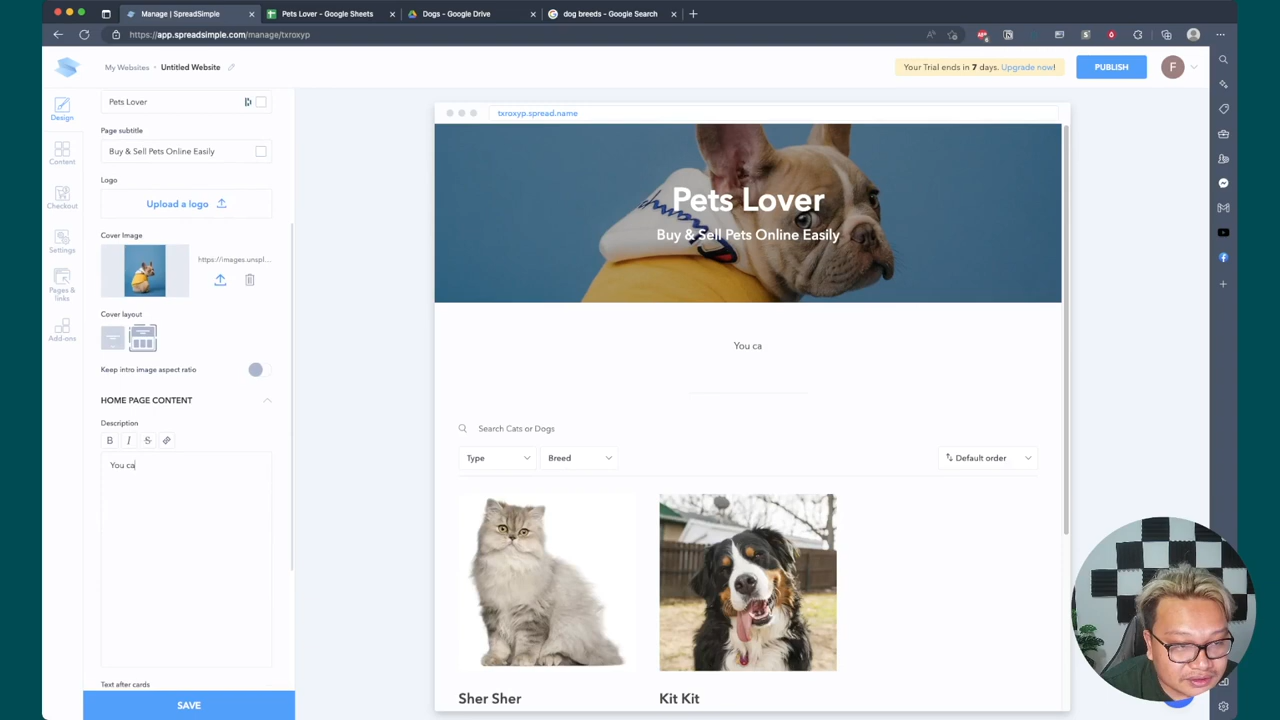 Manage | SpreadSimple
Pets Lover - Google Sheets
Dogs - Google Drive
dog breeds - Google Search
https://app.spreadsimple.com/manage/txroxyp
My Websites
Untitled Website
Your Trial ends in 7 days. Upgrade now!
PUBLISH
F
Design
Content
Checkout
Settings
Pages & links
Add-ons
Pets Lover
Page subtitle
Buy & Sell Pets Online Easily
Logo
Upload a logo
Cover Image
https://images.unspl...
Cover layout
Keep intro image aspect ratio
HOME PAGE CONTENT
Description
B I S
You ca
Text after cards
SAVE
txroxyp.spread.name
Pets Lover
Buy & Sell Pets Online Easily
You ca
Search Cats or Dogs
Type
Breed
Default order
Sher Sher
Kit Kit